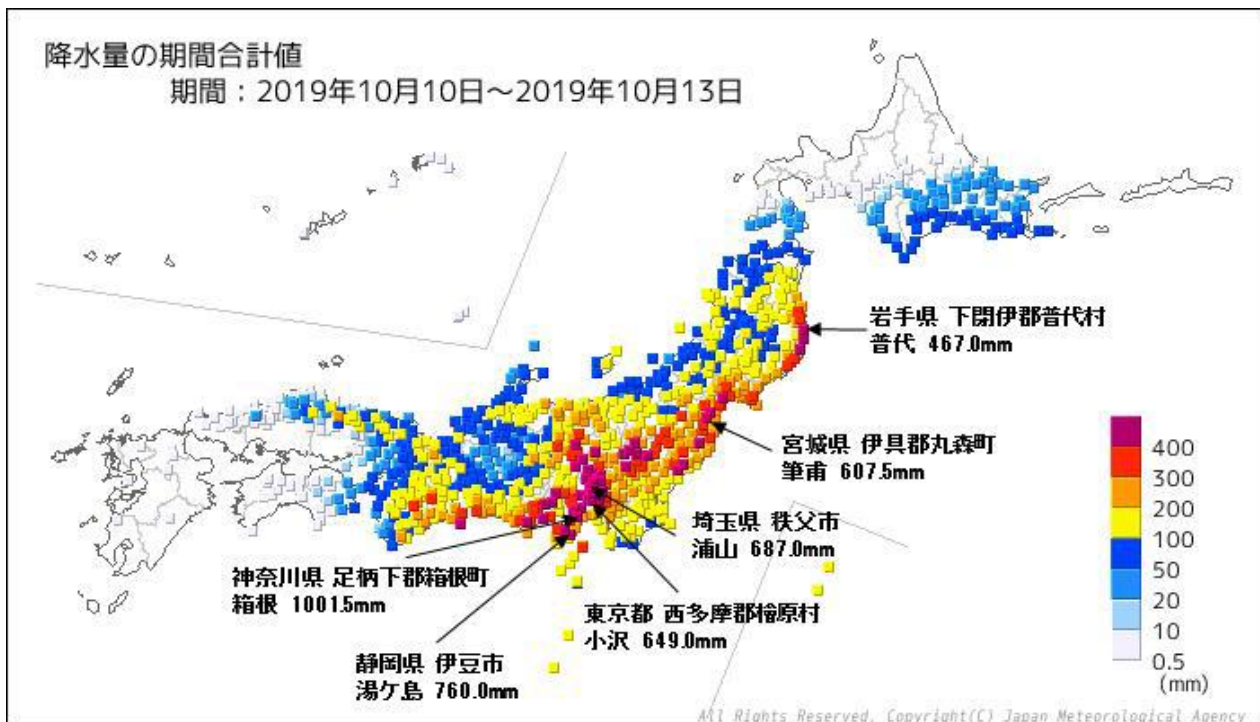 降水量の期間合計値
期間：2019年10月10日～2019年10月13日
岩手県 下閉伊郡普代村
普代 467.0mm
宮城県 伊具郡丸森町
筆甫 607.5mm
埼玉県 秩父市
浦山 687.0mm
神奈川県 足柄下郡箱根町
箱根 1001.5mm
東京都 西多摩郡檜原村
小沢 649.0mm
静岡県 伊豆市
湯ケ島 760.0mm
400
300
200
100
50
20
10
0.5
(mm)
All Rights Reserved. Copyright(C) Japan Meteorological Agency